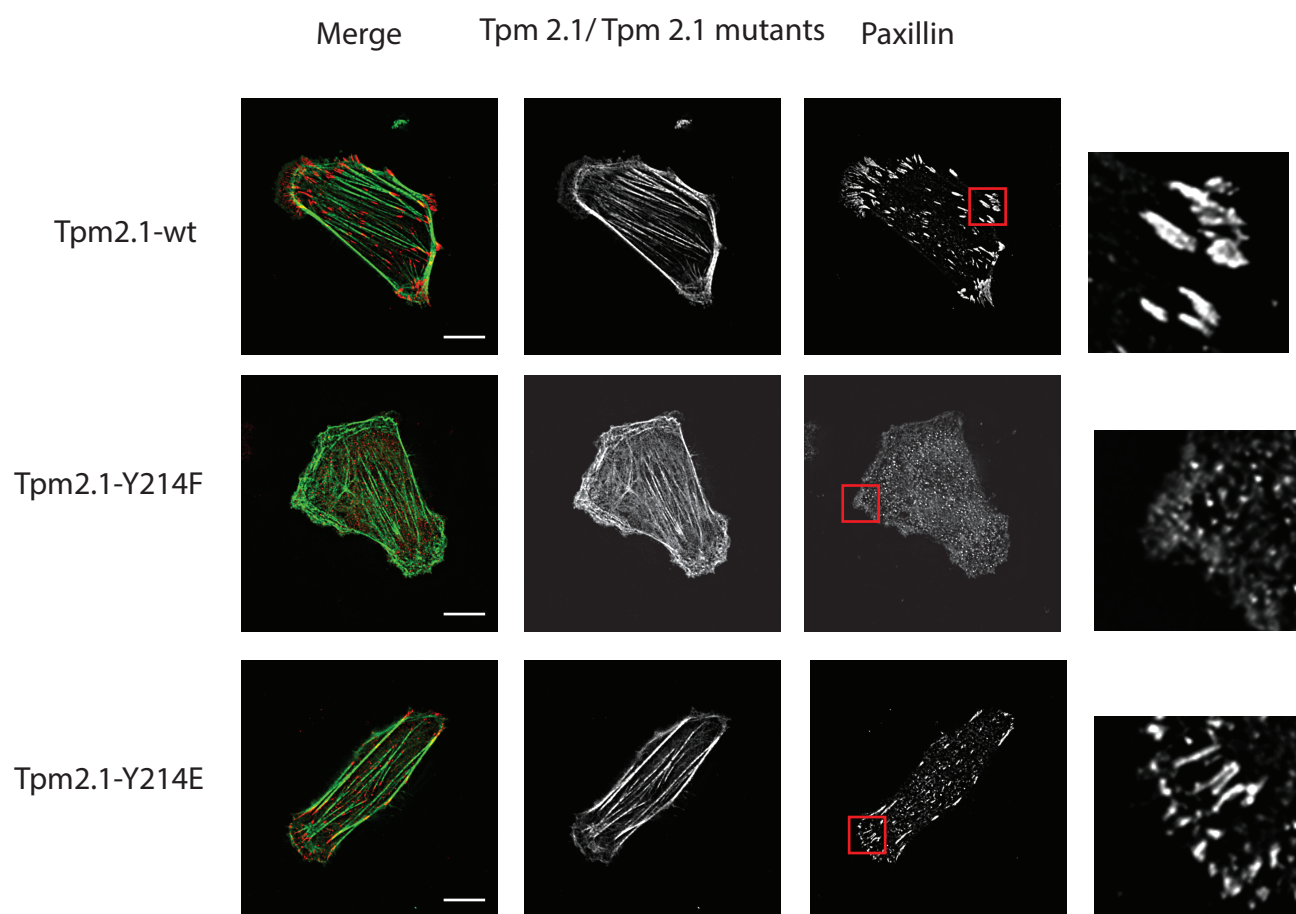 Merge Tpm 2.1/ Tpm 2.1 mutants Paxillin
Tpm2.1-wt
Tpm2.1-Y214F
Tpm2.1-Y214E